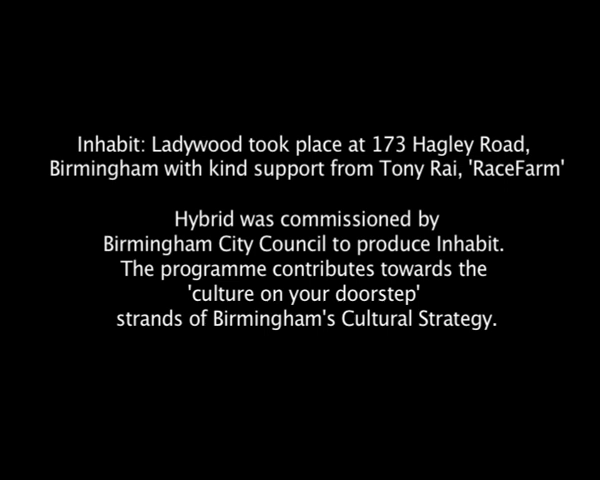 Inhabit: Ladywood took place at 173 Hagley Road,
Birmingham with kind support from Tony Rai, 'RaceFarm'
Hybrid was commissioned by
Birmingham City Council to produce Inhabit.
The programme contributes towards the
'culture on your doorstep'
strands of Birmingham's Cultural Strategy.